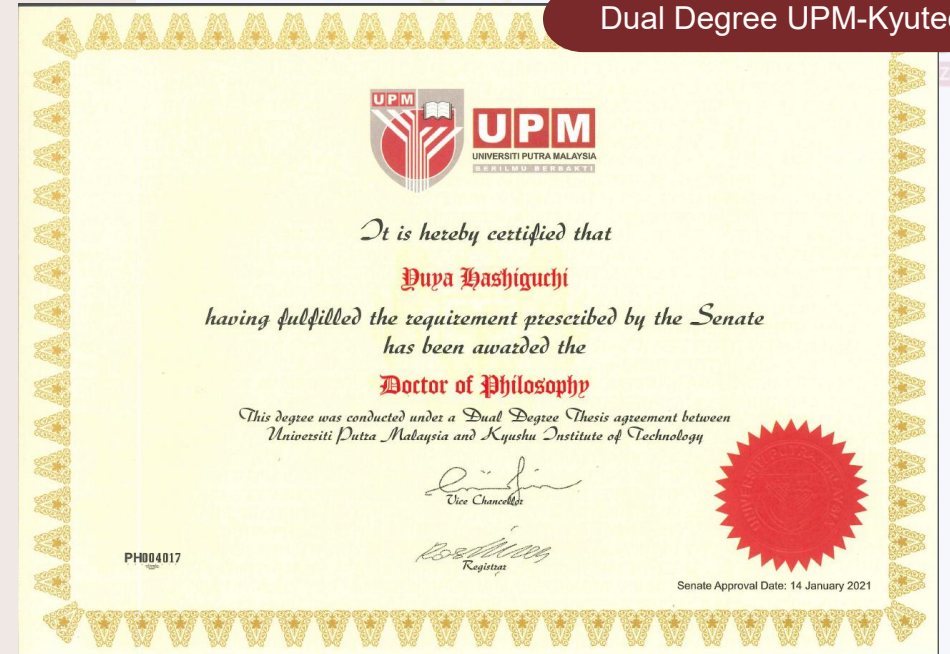 Dual Degree UPM-Kyute
UPM
UPM
UNIVERSITI PUTRA MALAYSIA
BERILMU BERBAKTI
It is hereby certified that
Yuya Hashiguchi
having fulfilled the requirement prescribed by the Senate
has been awarded the
Doctor of Philosophy
This degree was conducted under a Dual Degree Thesis agreement between
Universiti Putra Malaysia and Kyushu Institute of Technology
Vice Chancellor
Registrar
PH004017
Senate Approval Date: 14 January 2021